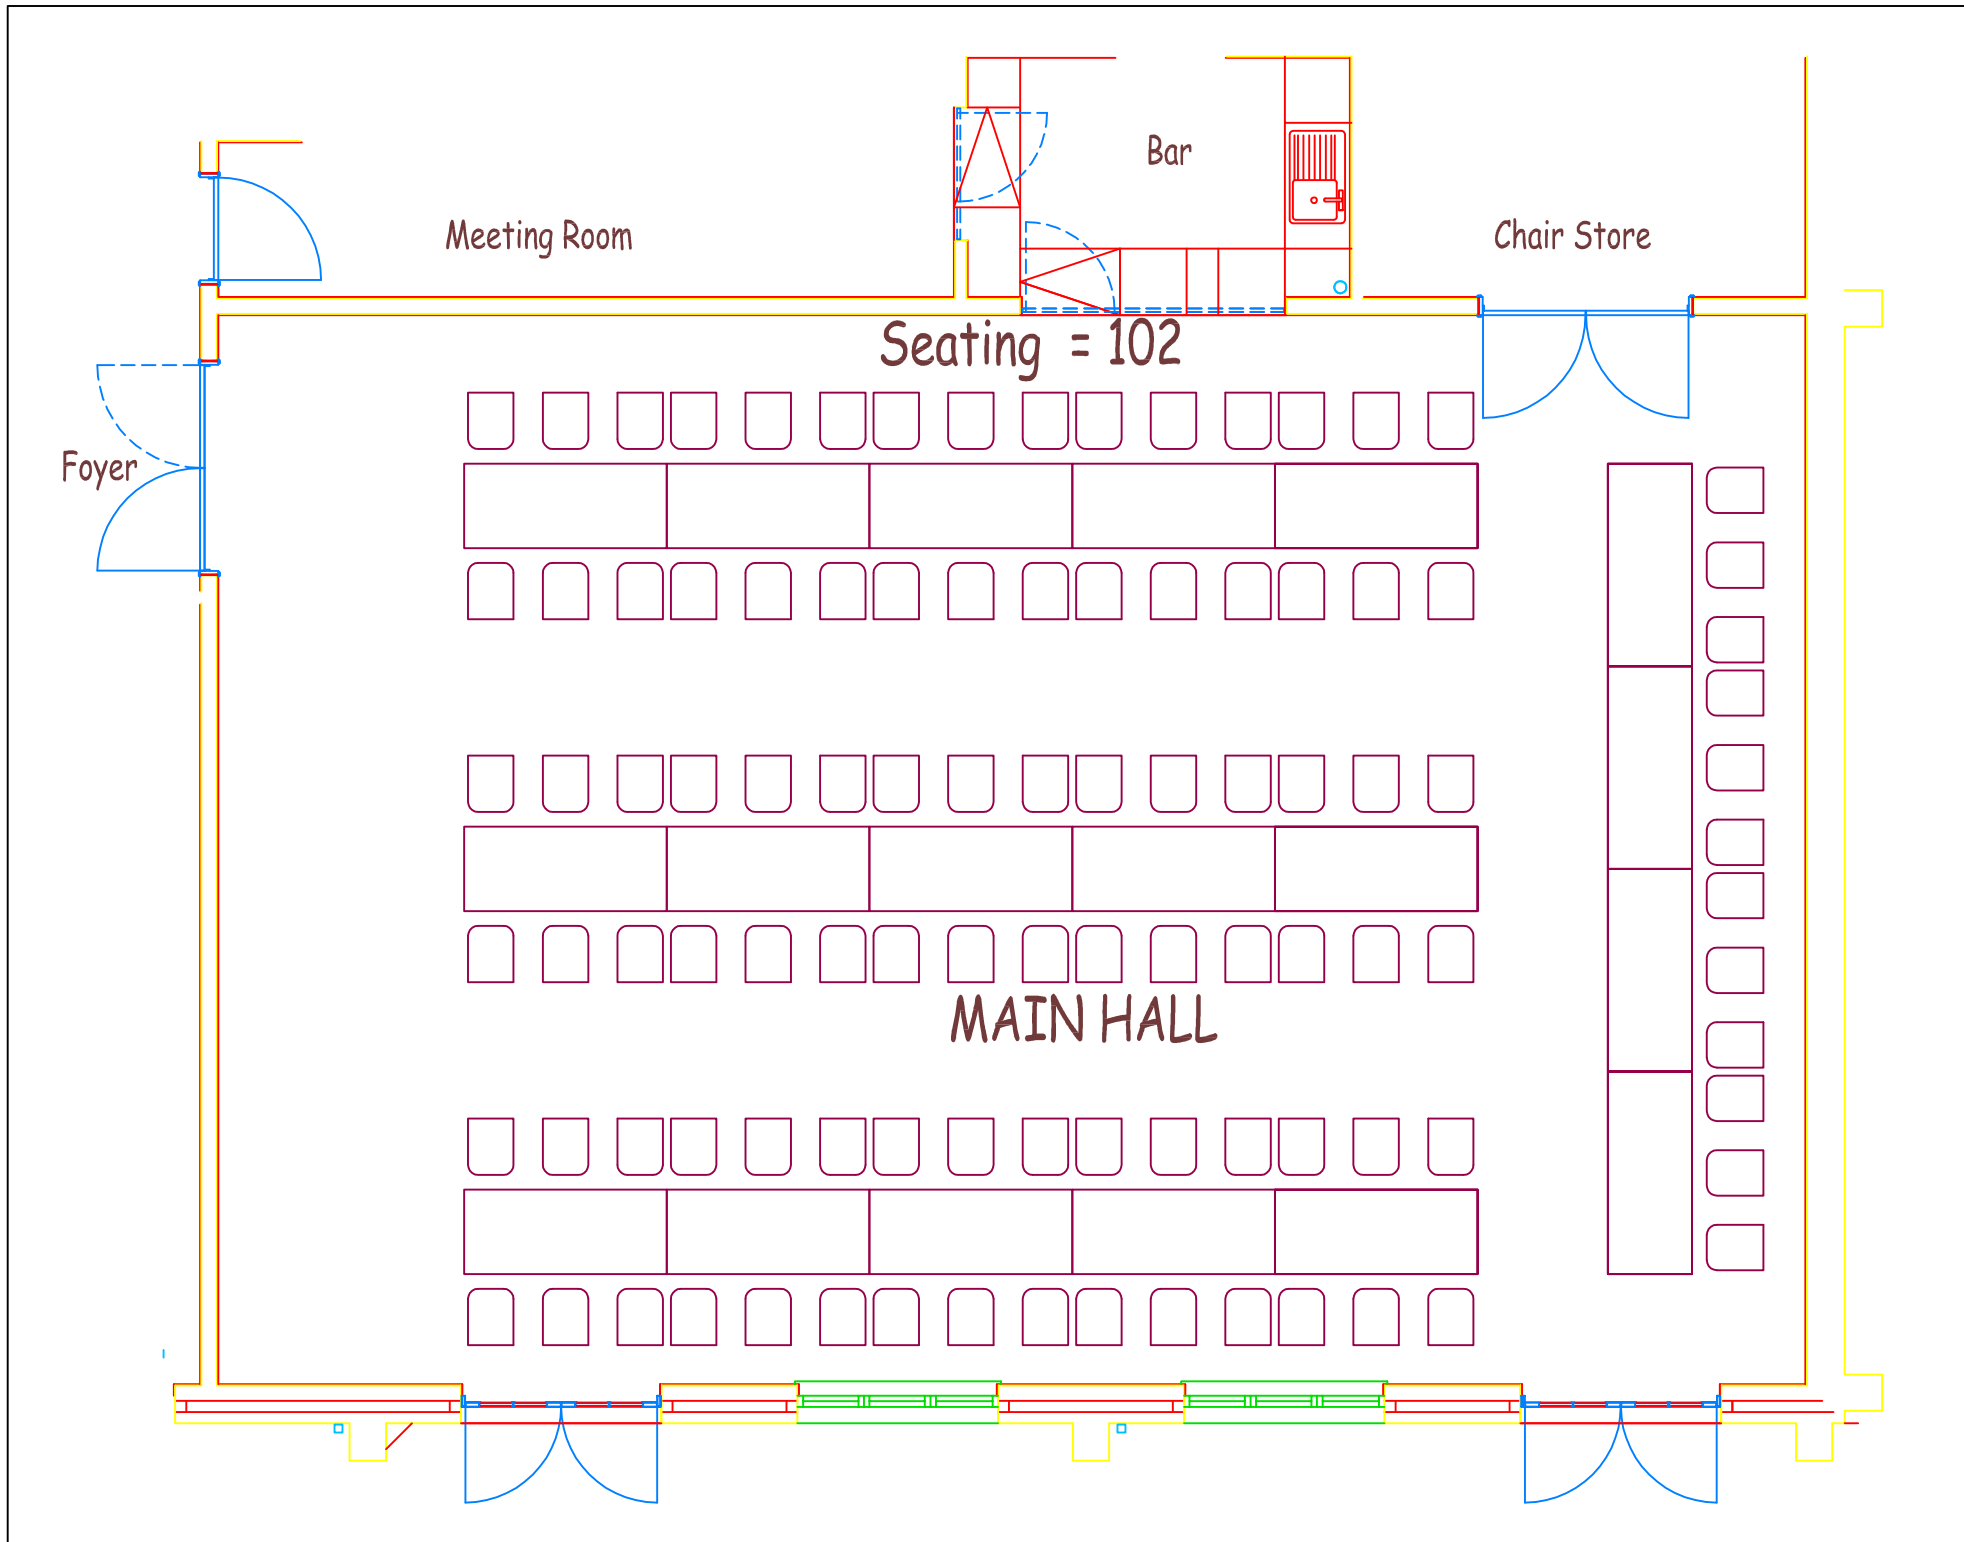 Bar
Meeting Room
Chair Store
Seating = 102
Foyer
MAIN HALL